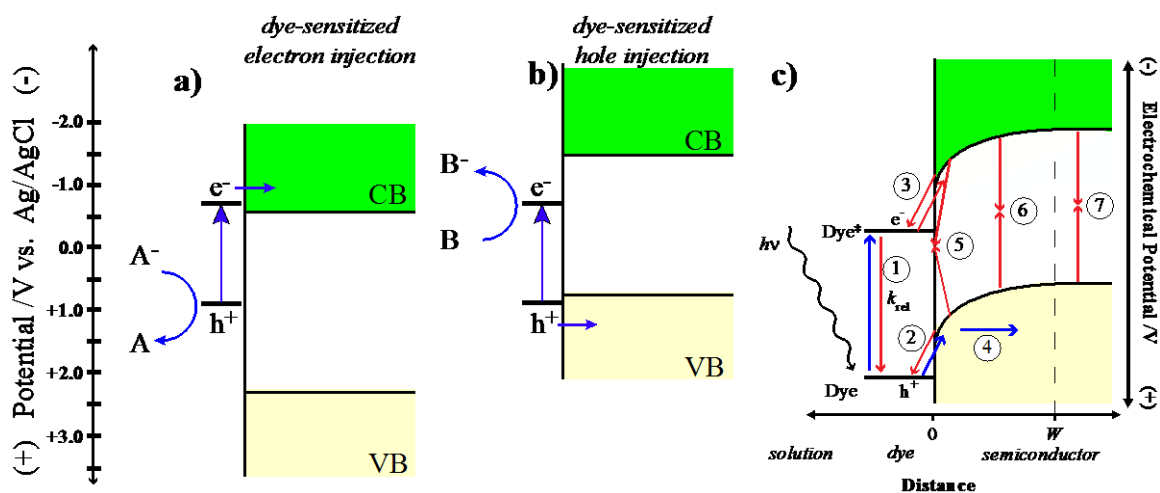 dye-sensitized
electron injection
dye-sensitized
hole injection
a)
b)
c)
(+) Potential /V vs. Ag/AgCl (-)
-2.0
-1.0
0.0
+1.0
+2.0
+3.0
e-
h+
A-
A
CB
VB
B-
B
e-
h+
CB
VB
hν
Dye*
e-
Dye
h+
1
krel
2
3
4
5
6
7
0
W
solution
dye
semiconductor
Distance
(-)
Electrochemical Potential /V
(+)